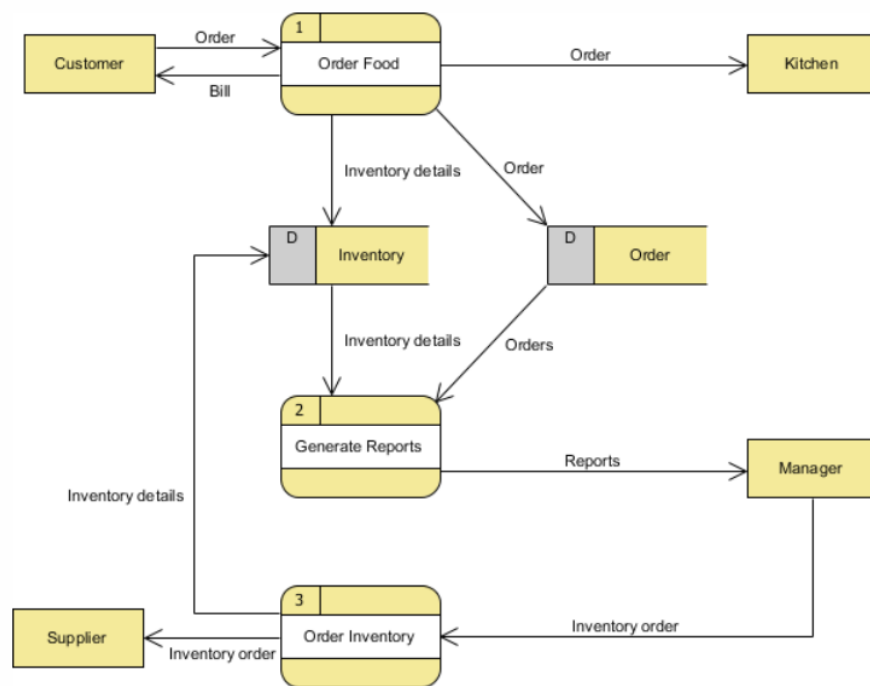 1
Order
Customer
Order Food
Order
Kitchen
Bill
Inventory details
Order
D
Inventory
D
Order
Inventory details
Orders
2
Generate Reports
Reports
Manager
Inventory details
3
Order Inventory
Inventory order
Supplier
Inventory order